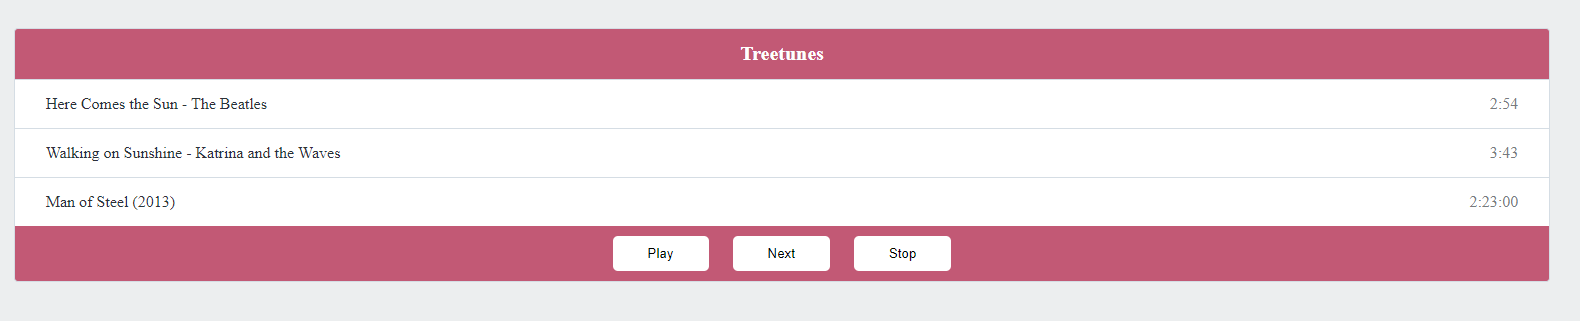 Treetunes
Here Comes the Sun - The Beatles 2:54
Walking on Sunshine - Katrina and the Waves 3:43
Man of Steel (2013) 2:23:00
Play Next Stop